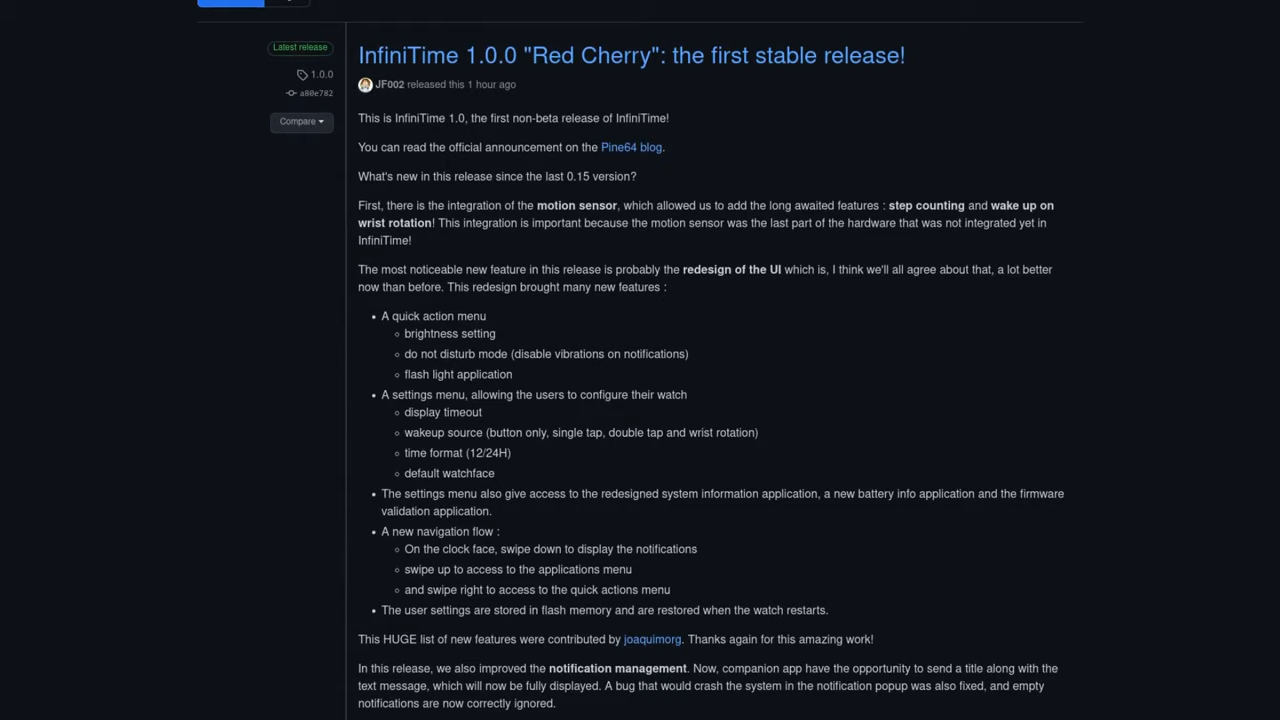 Latest release
1.0.0
a80e782
Compare
InfiniTime 1.0.0 "Red Cherry": the first stable release!
JF002 released this 1 hour ago
This is InfiniTime 1.0, the first non-beta release of InfiniTime!
You can read the official announcement on the Pine64 blog.
What's new in this release since the last 0.15 version?
First, there is the integration of the motion sensor, which allowed us to add the long awaited features : step counting and wake up on
wrist rotation! This integration is important because the motion sensor was the last part of the hardware that was not integrated yet in
InfiniTime!
The most noticeable new feature in this release is probably the redesign of the UI which is, I think we'll all agree about that, a lot better
now than before. This redesign brought many new features :
A quick action menu
brightness setting
do not disturb mode (disable vibrations on notifications)
flash light application
A settings menu, allowing the users to configure their watch
display timeout
wakeup source (button only, single tap, double tap and wrist rotation)
time format (12/24H)
default watchface
The settings menu also give access to the redesigned system information application, a new battery info application and the firmware
validation application.
A new navigation flow :
On the clock face, swipe down to display the notifications
swipe up to access to the applications menu
and swipe right to access to the quick actions menu
The user settings are stored in flash memory and are restored when the watch restarts.
This HUGE list of new features were contributed by joaquimorg. Thanks again for this amazing work!
In this release, we also improved the notification management. Now, companion app have the opportunity to send a title along with the
text message, which will now be fully displayed. A bug that would crash the system in the notification popup was also fixed, and empty
notifications are now correctly ignored.